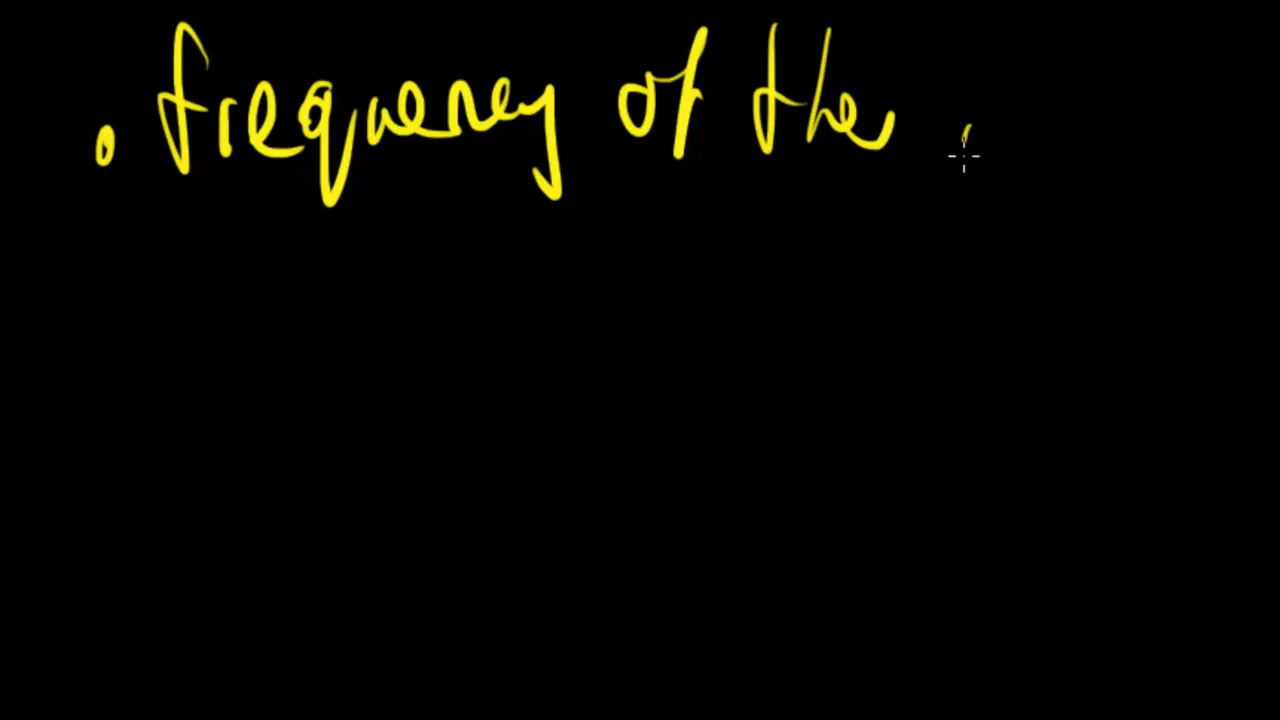 . frequency of the